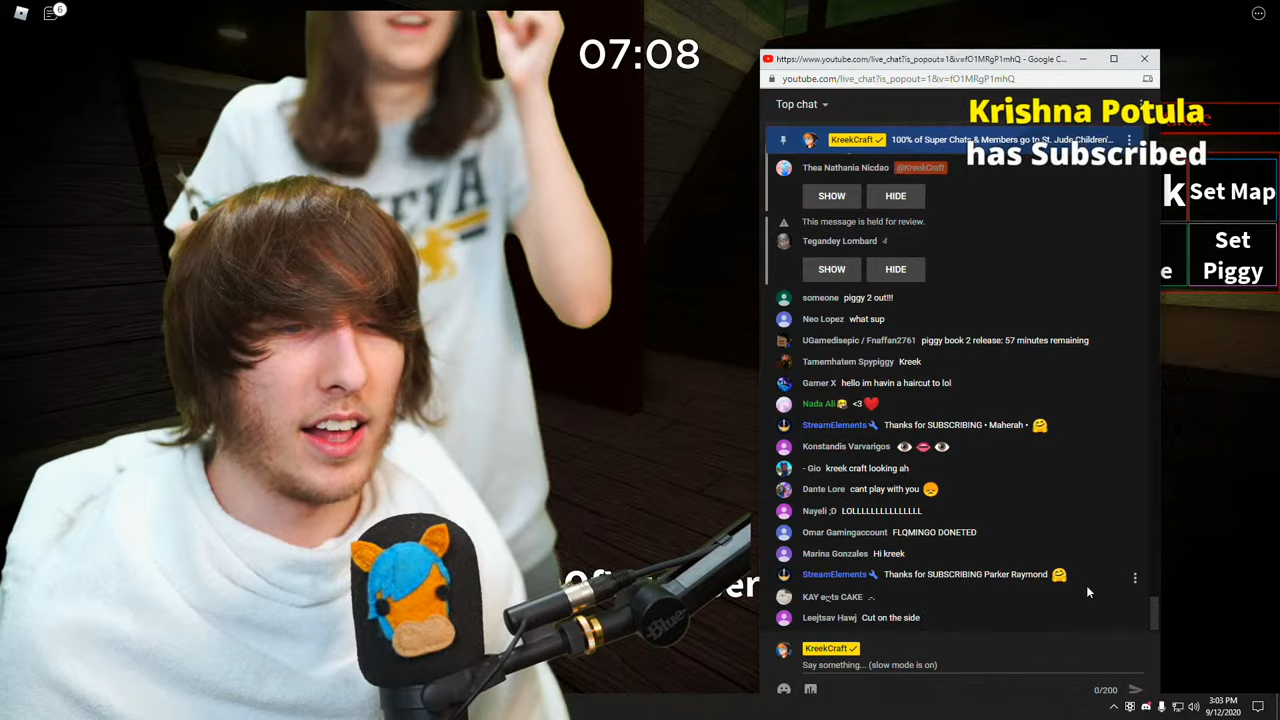 6
07:08
https://www.youtube.com/live_chat?is_popout=1&v=fO1MRgP1mhQ - Google C...
youtube.com/live_chat?is_popout=1&v=fO1MRgP1mhQ
Top chat
Krishna Potula
has Subscribed
KreekCraft 100% of Super Chats & Members go to St. Jude Children'...
Thea Nathania Nicdao @KreekCraft
SHOW HIDE
This message is held for review.
Tegandey Lombard 4
SHOW HIDE
someone piggy 2 out!!!
Neo Lopez what sup
UGamedisepic / Fnaffan2761 piggy book 2 release: 57 minutes remaining
Tamemhatem Spypiggy Kreek
Gamer X hello im havin a haircut to lol
Nada Ali <3
StreamElements Thanks for SUBSCRIBING • Maherah •
Konstandis Varvarigos
- Gio kreek craft looking ah
Dante Lore cant play with you
Nayeli ;D LOLLLLLLLLLLLLLL
Omar Gamingaccount FLQMINGO DONETED
Marina Gonzales Hi kreek
StreamElements Thanks for SUBSCRIBING Parker Raymond
Leejtsav Hawj Cut on the side
KreekCraft
Say something... (slow mode is on)
0/200
k Set Map
e Set
Piggy
Blue
3:03 PM
9/12/2020